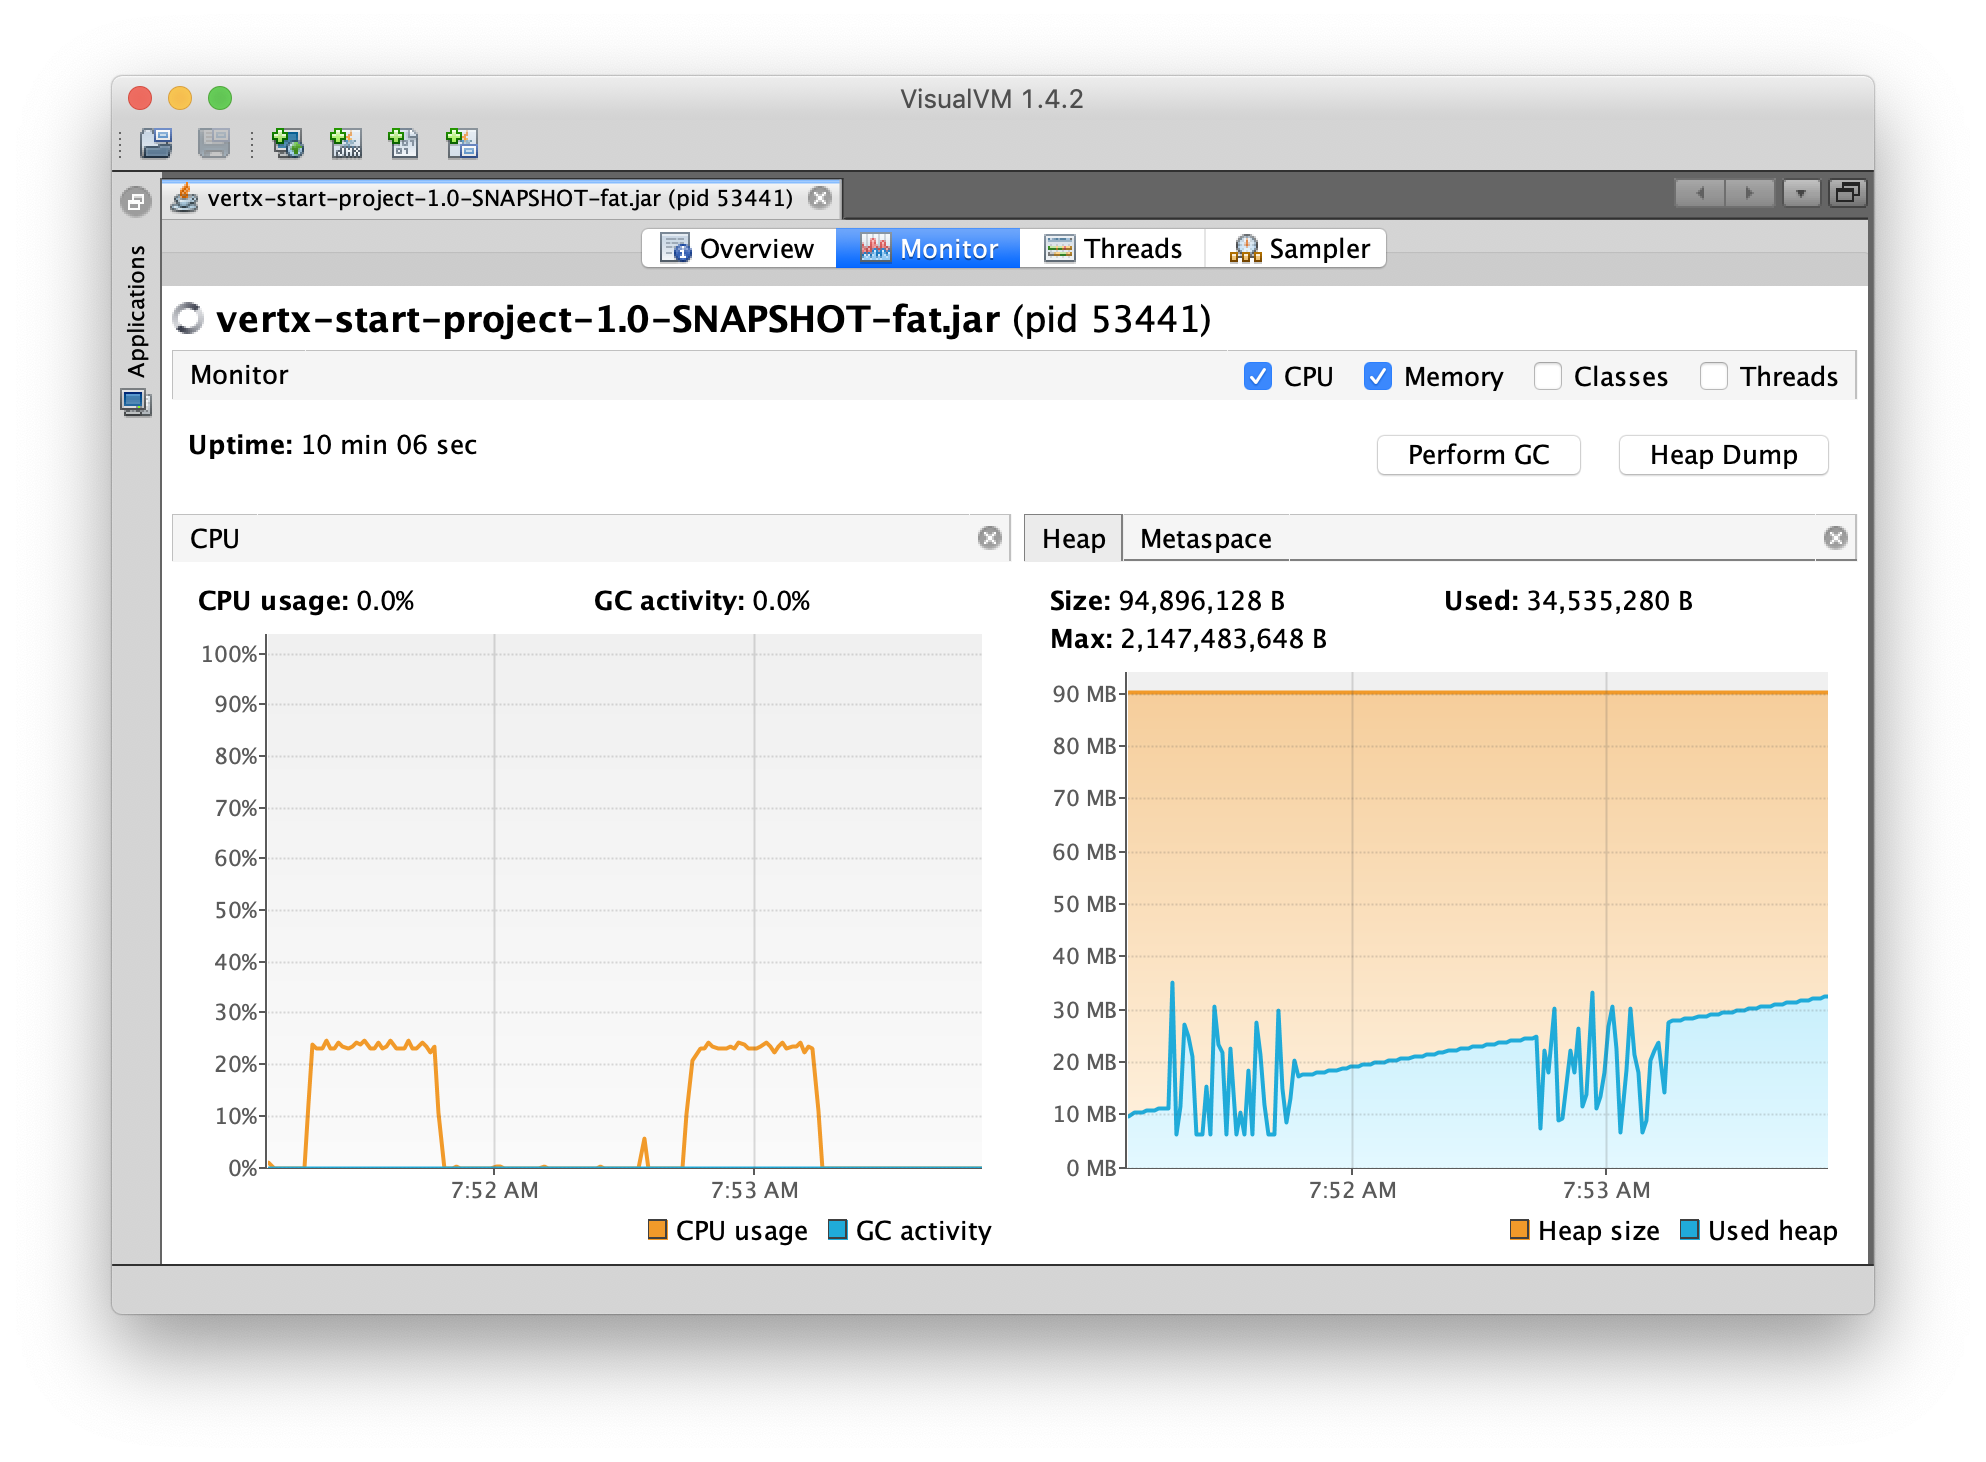 VisualVM 1.4.2
JMX
vertx-start-project-1.0-SNAPSHOT-fat.jar (pid 53441)
Applications
Overview Monitor Threads Sampler
vertx-start-project-1.0-SNAPSHOT-fat.jar (pid 53441)
Monitor CPU Memory Classes Threads
Uptime: 10 min 06 sec
Perform GC Heap Dump
CPU
CPU usage: 0.0% GC activity: 0.0%
100%
90%
80%
70%
60%
50%
40%
30%
20%
10%
0%
7:52 AM 7:53 AM
CPU usage GC activity
Heap Metaspace
Size: 94,896,128 B Used: 34,535,280 B
Max: 2,147,483,648 B
90 MB
80 MB
70 MB
60 MB
50 MB
40 MB
30 MB
20 MB
10 MB
0 MB
7:52 AM 7:53 AM
Heap size Used heap